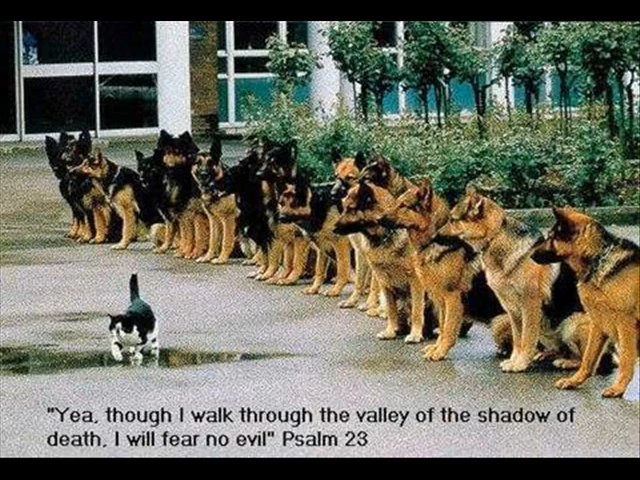 "Yea, though I walk through the valley of the shadow of
death, I will fear no evil" Psalm 23